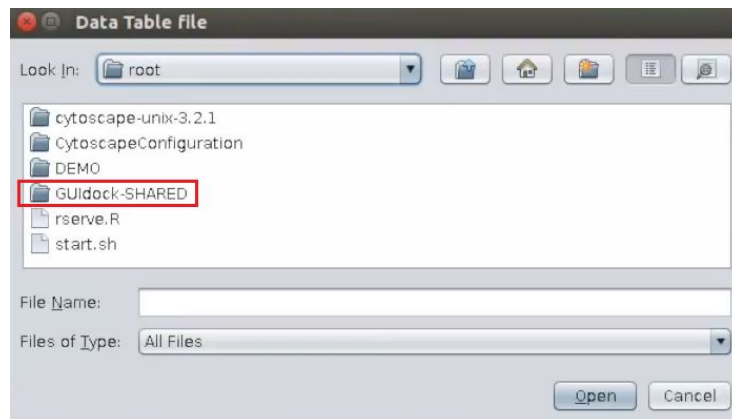 Data Table file
Look In: root
cytoscape-unix-3.2.1
CytoscapeConfiguration
DEMO
GUIdock-SHARED
rserve.R
start.sh
File Name:
Files of Type: All Files
Open Cancel